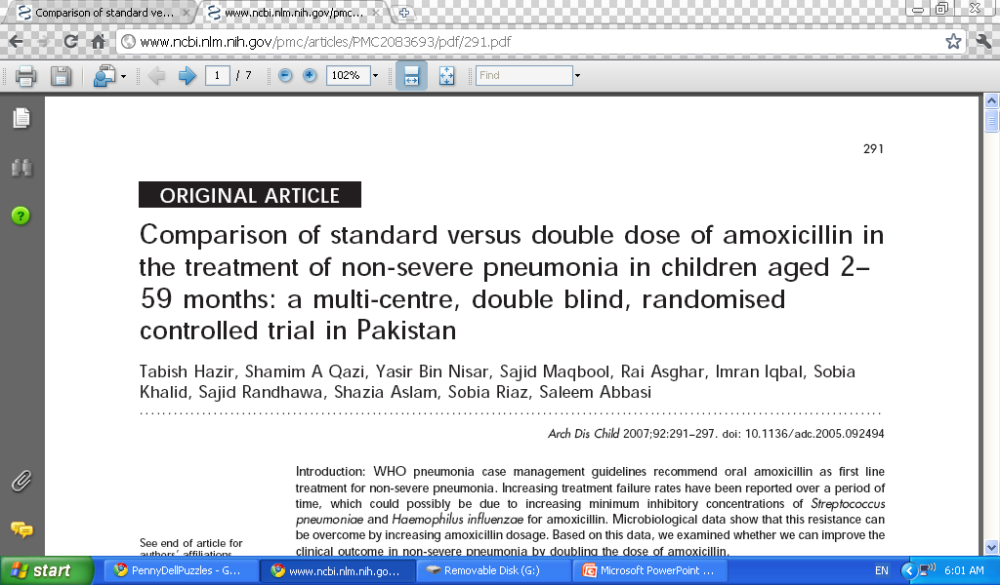 Comparison of standard ve...
www.ncbi.nlm.nih.gov/pmc...
www.ncbi.nlm.nih.gov/pmc/articles/PMC2083693/pdf/291.pdf
1 / 7 102% Find
291
ORIGINAL ARTICLE
Comparison of standard versus double dose of amoxicillin in
the treatment of non-severe pneumonia in children aged 2–
59 months: a multi-centre, double blind, randomised
controlled trial in Pakistan
Tabish Hazir, Shamim A Qazi, Yasir Bin Nisar, Sajid Maqbool, Rai Asghar, Imran Iqbal, Sobia
Khalid, Sajid Randhawa, Shazia Aslam, Sobia Riaz, Saleem Abbasi
Arch Dis Child 2007;92:291–297. doi: 10.1136/adc.2005.092494
Introduction: WHO pneumonia case management guidelines recommend oral amoxicillin as first line
treatment for non-severe pneumonia. Increasing treatment failure rates have been reported over a period of
time, which could possibly be due to increasing minimum inhibitory concentrations of Streptococcus
pneumoniae and Haemophilus influenzae for amoxicillin. Microbiological data show that this resistance can
be overcome by increasing amoxicillin dosage. Based on this data, we examined whether we can improve the
clinical outcome in non-severe pneumonia by doubling the dose of amoxicillin.
See end of article for
authors' affiliations
start PennyDellPuzzles - G... www.ncbi.nlm.nih.go... Removable Disk (G:) Microsoft PowerPoint ... EN 6:01 AM